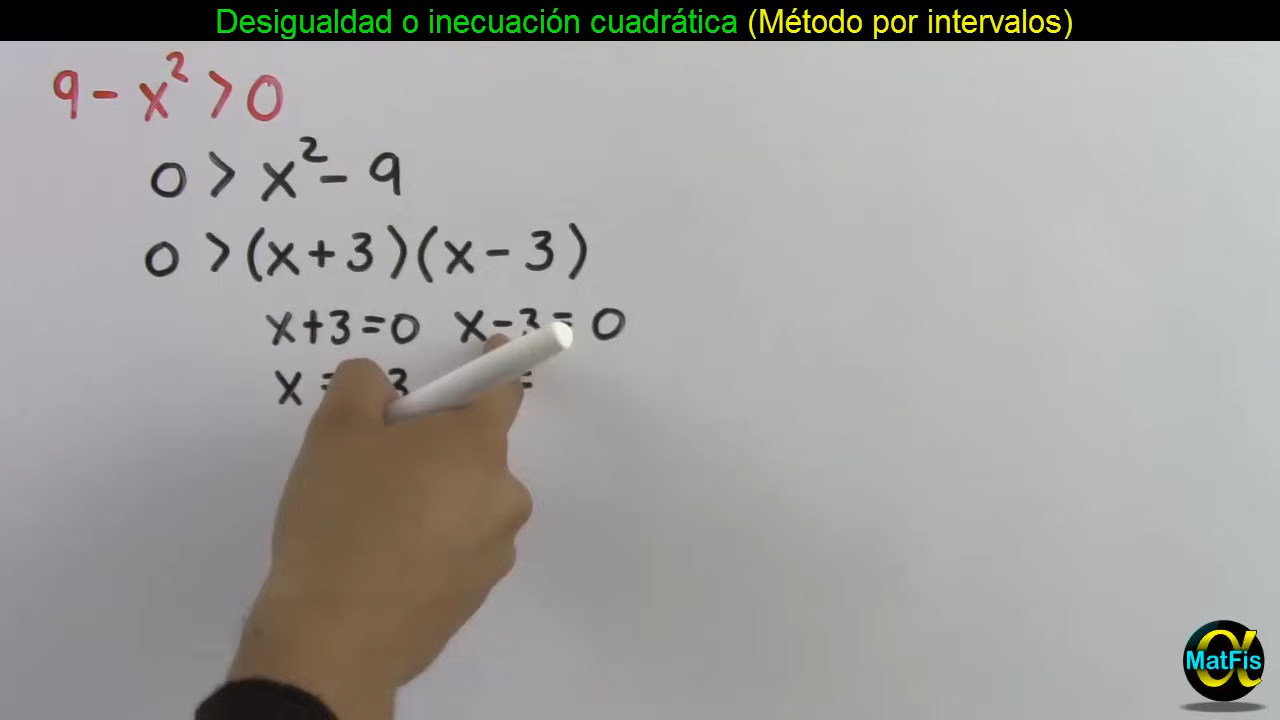 Desigualdad o inecuación cuadrática (Método por intervalos)
9 - x² > 0
0 > x² - 9
0 > (x + 3)(x - 3)
x + 3 = 0 x - 3 = 0
x = 3 =
MatFis